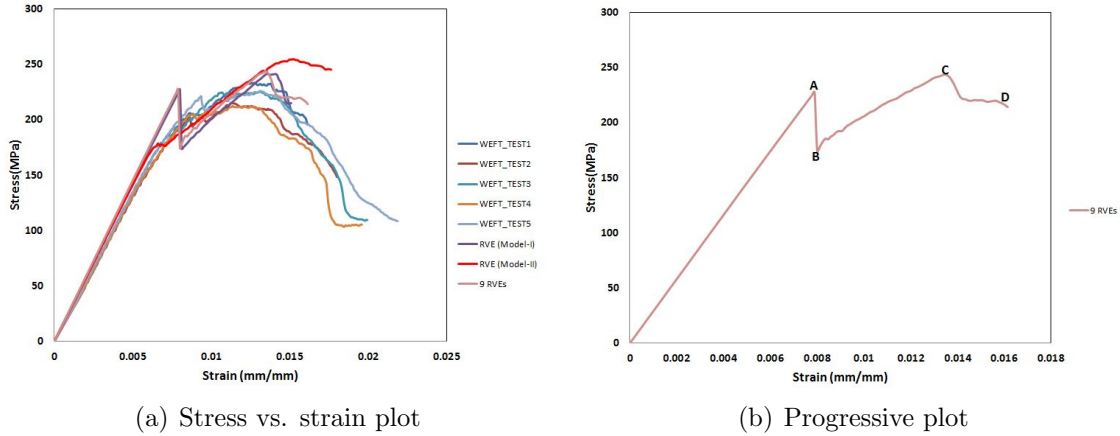 300
250
200
150
100
50
0
Stress(MPa)
0 0.005 0.01 0.015 0.02 0.025
Strain (mm/mm)
WEFT_TEST1
WEFT_TEST2
WEFT_TEST3
WEFT_TEST4
WEFT_TEST5
RVE (Model-I)
RVE (Model-II)
9 RVEs
(a) Stress vs. strain plot
300
250
200
150
100
50
0
Stress(MPa)
A
B
C
D
0 0.002 0.004 0.006 0.008 0.01 0.012 0.014 0.016 0.018
Strain (mm/mm)
9 RVEs
(b) Progressive plot